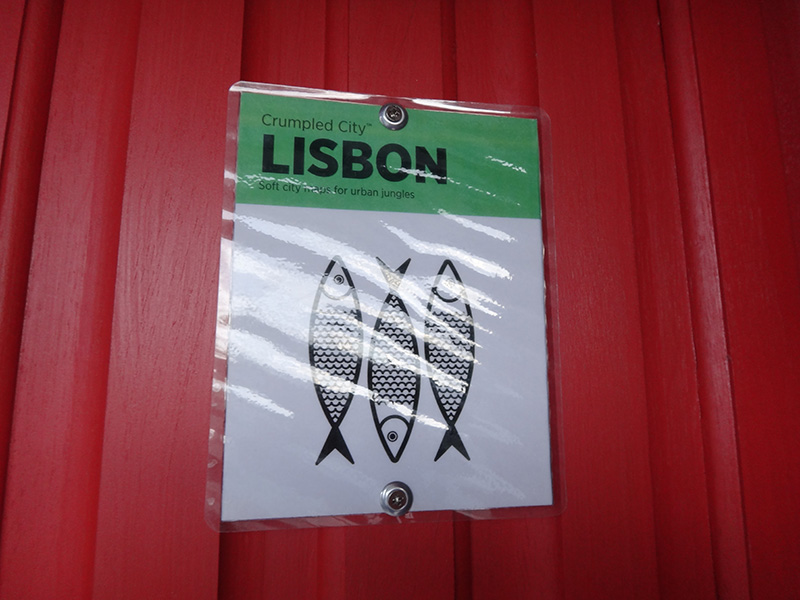 Crumpled City™
LISBON
Soft city maps for urban jungles